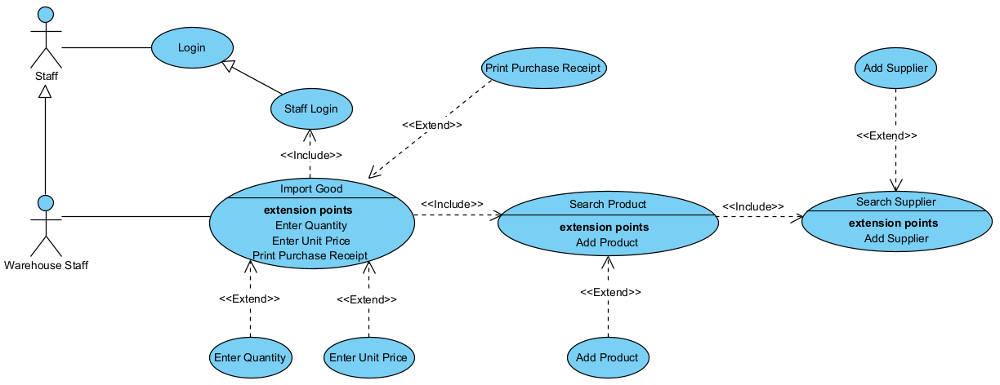 Login
Staff
Staff Login
Print Purchase Receipt
Add Supplier
<<Extend>>
<<Extend>>
<<Include>>
Import Good
extension points
Enter Quantity
Enter Unit Price
Print Purchase Receipt
<<Include>>
Search Product
extension points
Add Product
<<Include>>
Search Supplier
extension points
Add Supplier
Warehouse Staff
<<Extend>>
<<Extend>>
<<Extend>>
Enter Quantity
Enter Unit Price
Add Product